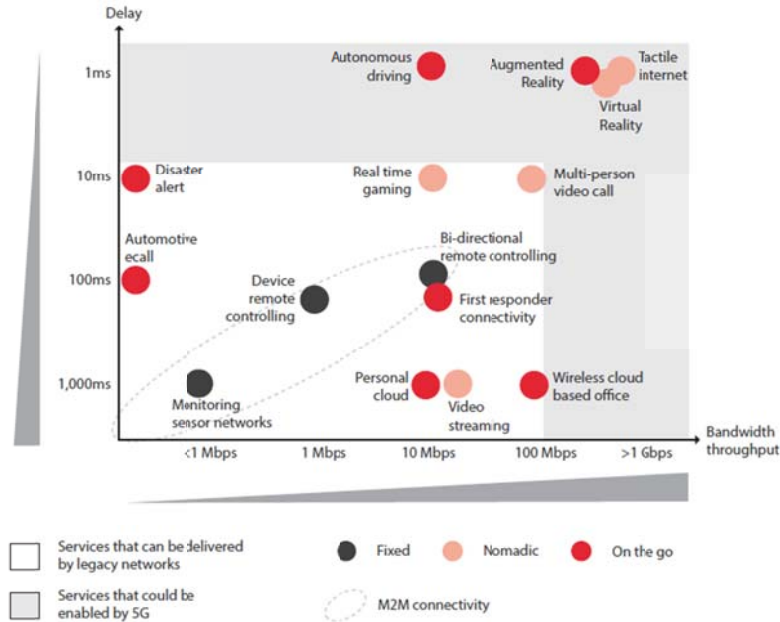 Delay
1ms
Autonomous
driving
Augmented
Reality
Tactile
internet
Virtual
Reality
10ms
Disaster
alert
Real time
gaming
Multi-person
video call
Automotive
ecall
Bi-directional
remote controlling
100ms
Device
remote
controlling
First responder
connectivity
1,000ms
Monitoring
sensor networks
Personal
cloud
Video
streaming
Wireless cloud
based office
Bandwidth
throughput
<1 Mbps
1 Mbps
10 Mbps
100 Mbps
>1 Gbps
Services that can be delivered
by legacy networks
Fixed
Nomadic
On the go
Services that could be
enabled by 5G
M2M connectivity